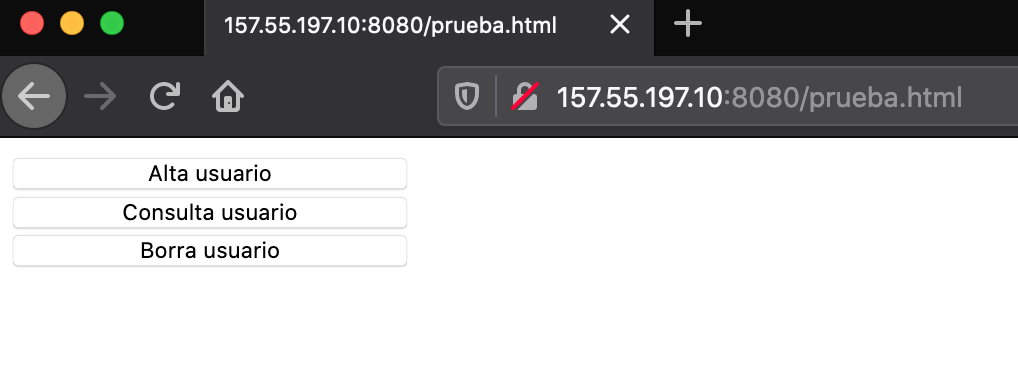 157.55.197.10:8080/prueba.html
157.55.197.10:8080/prueba.html
Alta usuario
Consulta usuario
Borra usuario